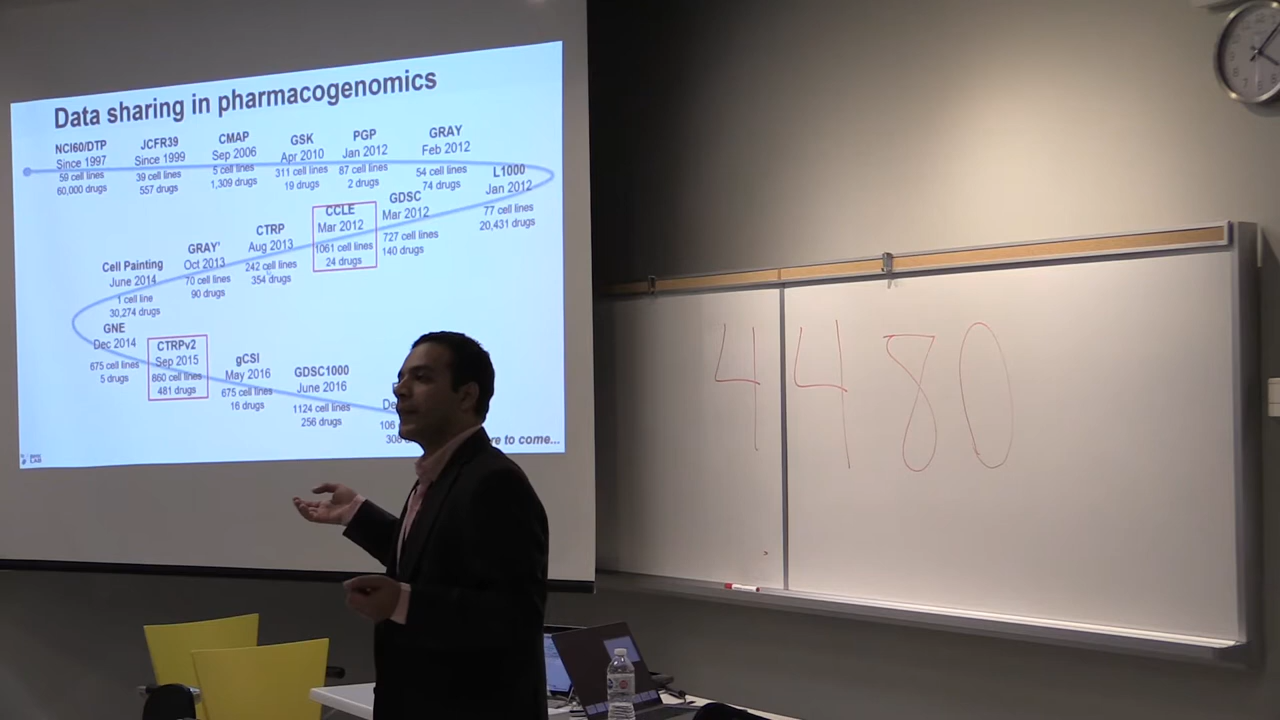 Data sharing in pharmacogenomics
NCI60/DTP
Since 1997
59 cell lines
60,000 drugs
JCFR39
Since 1999
39 cell lines
557 drugs
CMAP
Sep 2006
5 cell lines
1,309 drugs
GSK
Apr 2010
311 cell lines
19 drugs
PGP
Jan 2012
87 cell lines
2 drugs
GRAY
Feb 2012
54 cell lines
74 drugs
L1000
Jan 2012
77 cell lines
20,431 drugs
GDSC
Mar 2012
727 cell lines
140 drugs
CCLE
Mar 2012
1061 cell lines
24 drugs
CTRP
Aug 2013
242 cell lines
354 drugs
GRAY'
Oct 2013
70 cell lines
90 drugs
Cell Painting
June 2014
1 cell line
30,274 drugs
GNE
Dec 2014
675 cell lines
5 drugs
CTRPv2
Sep 2015
860 cell lines
481 drugs
gCSI
May 2016
675 cell lines
16 drugs
GDSC1000
June 2016
1124 cell lines
256 drugs
De
106
308
re to come...
4480